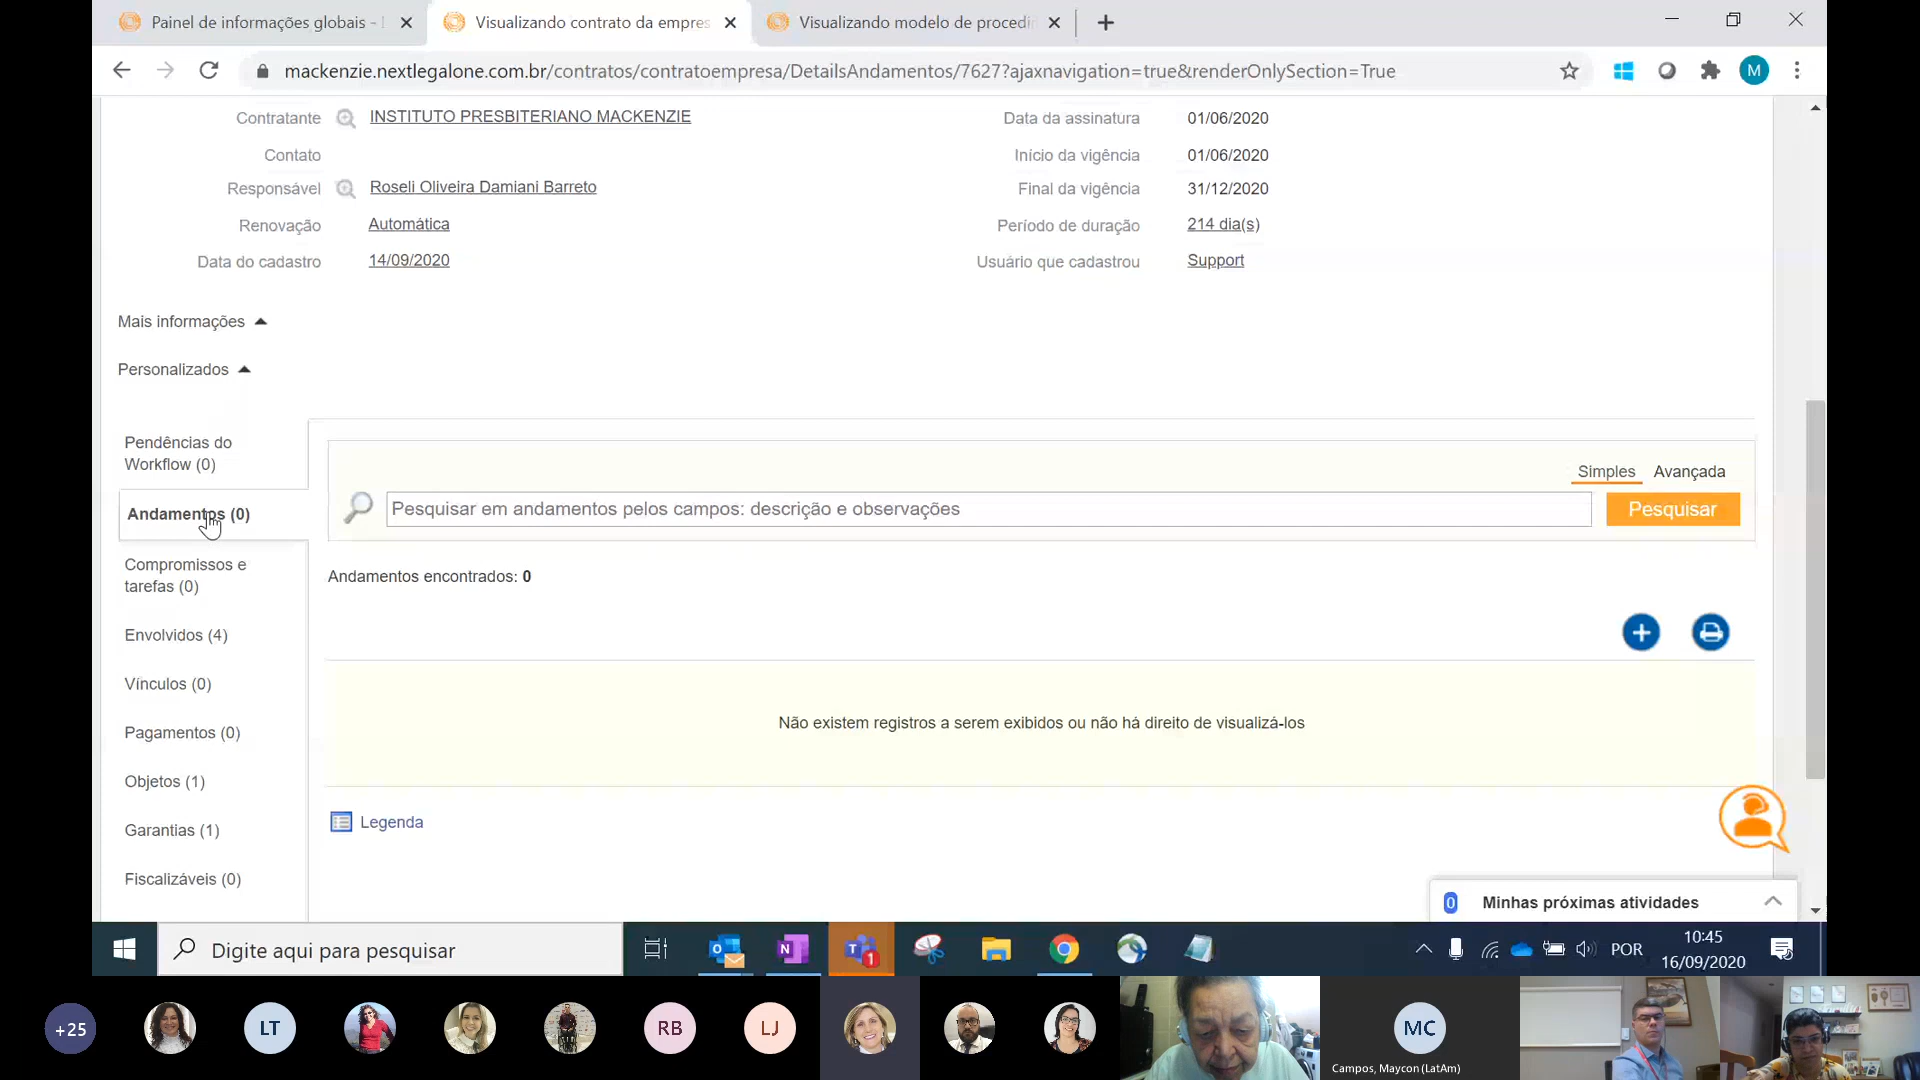 Painel de informações globais -
Visualizando contrato da empres
Visualizando modelo de procedi
mackenzie.nextlegalone.com.br/contratos/contratoempresa/DetailsAndamentos/7627?ajaxnavigation=true&renderOnlySection=True
M
Contratante INSTITUTO PRESBITERIANO MACKENZIE
Data da assinatura 01/06/2020
Contato
Início da vigência 01/06/2020
Responsável Roseli Oliveira Damiani Barreto
Final da vigência 31/12/2020
Renovação Automática
Período de duração 214 dia(s)
Data do cadastro 14/09/2020
Usuário que cadastrou Support
Mais informações
Personalizados
Pendências do
Workflow (0)
Andamentos (0)
Compromissos e
tarefas (0)
Envolvidos (4)
Vínculos (0)
Pagamentos (0)
Objetos (1)
Garantias (1)
Fiscalizáveis (0)
Simples Avançada
Pesquisar em andamentos pelos campos: descrição e observações
Pesquisar
Andamentos encontrados: 0
Não existem registros a serem exibidos ou não há direito de visualizá-los
Legenda
0 Minhas próximas atividades
Digite aqui para pesquisar
1
POR
10:45
16/09/2020
+25
LT
RB
LJ
MC
Campos, Maycon (LatAm)